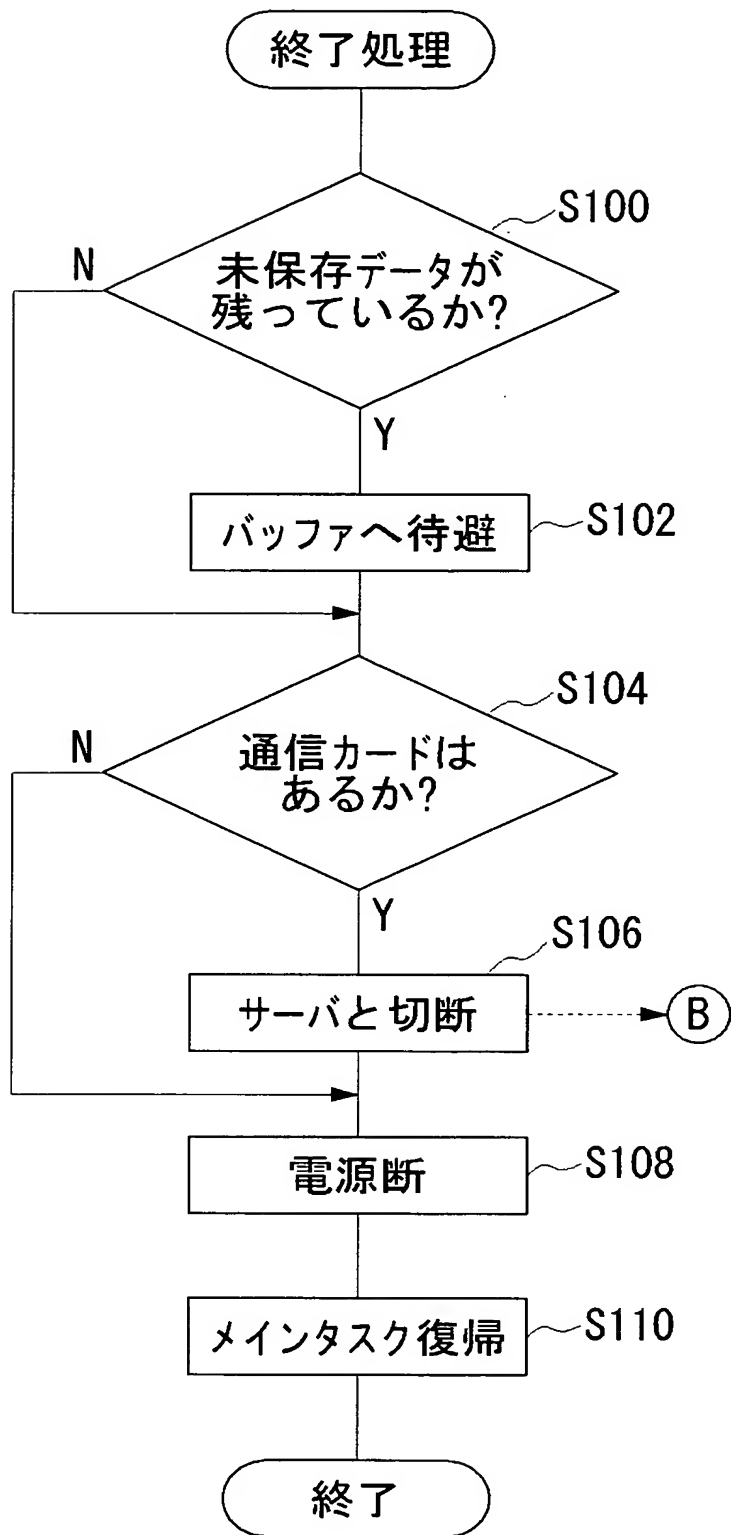 終了処理
S100
N
未保存データが
残っているか?
Y
バッファへ待避
S102
S104
N
通信カードは
あるか?
Y
S106
サーバと切断
B
電源断
S108
メインタスク復帰
S110
終了